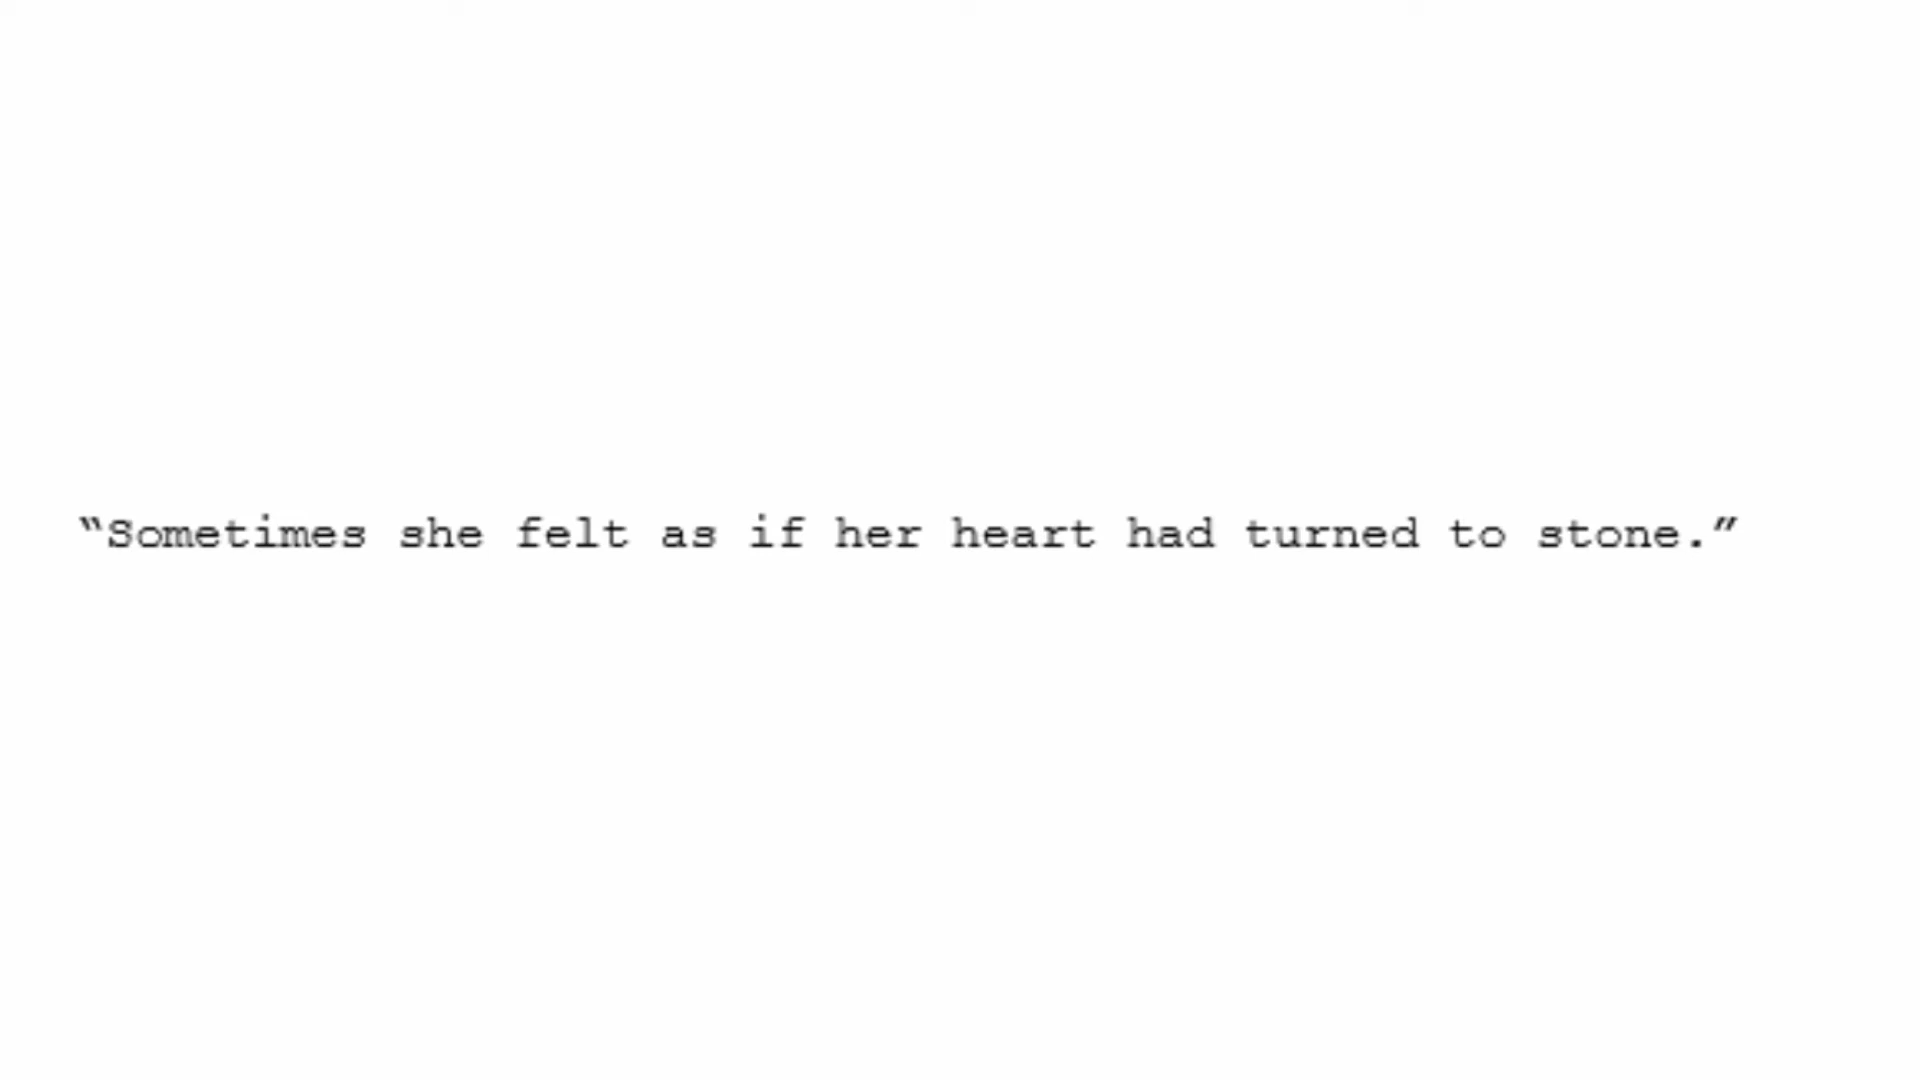 “Sometimes she felt as if her heart had turned to stone.”